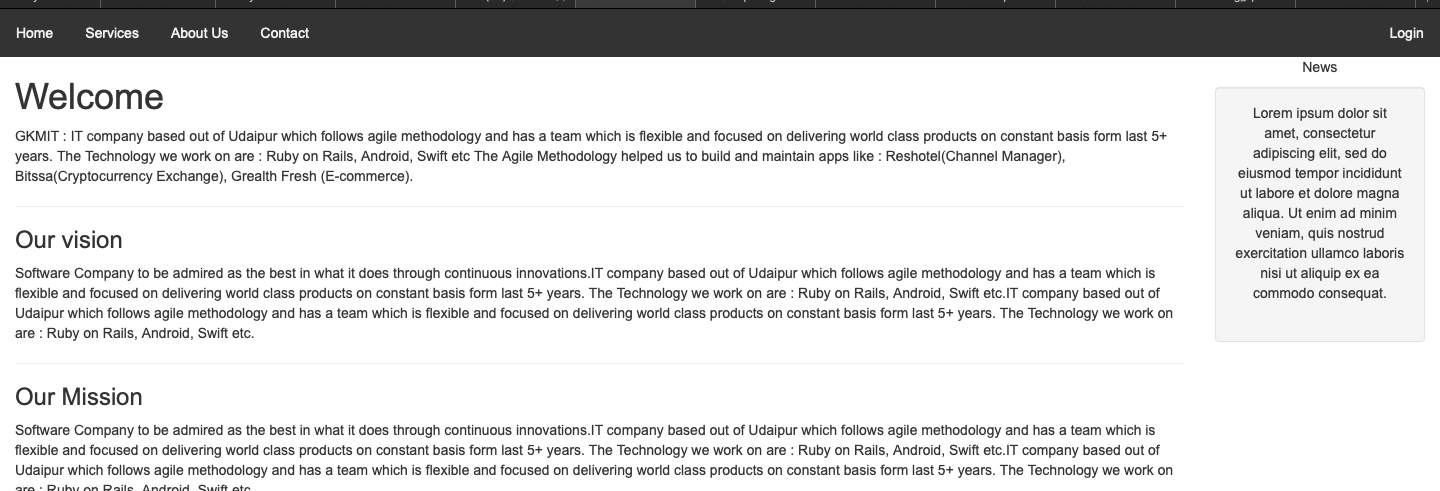 Home Services About Us Contact Login
News
Welcome
GKMIT : IT company based out of Udaipur which follows agile methodology and has a team which is flexible and focused on delivering world class products on constant basis form last 5+
years. The Technology we work on are : Ruby on Rails, Android, Swift etc The Agile Methodology helped us to build and maintain apps like : Reshotel(Channel Manager),
Bitssa(Cryptocurrency Exchange), Grealth Fresh (E-commerce).
Our vision
Software Company to be admired as the best in what it does through continuous innovations.IT company based out of Udaipur which follows agile methodology and has a team which is
flexible and focused on delivering world class products on constant basis form last 5+ years. The Technology we work on are : Ruby on Rails, Android, Swift etc.IT company based out of
Udaipur which follows agile methodology and has a team which is flexible and focused on delivering world class products on constant basis form last 5+ years. The Technology we work on
are : Ruby on Rails, Android, Swift etc.
Our Mission
Software Company to be admired as the best in what it does through continuous innovations.IT company based out of Udaipur which follows agile methodology and has a team which is
flexible and focused on delivering world class products on constant basis form last 5+ years. The Technology we work on are : Ruby on Rails, Android, Swift etc.IT company based out of
Udaipur which follows agile methodology and has a team which is flexible and focused on delivering world class products on constant basis form last 5+ years. The Technology we work on
are : Ruby on Rails, Android, Swift etc.
Lorem ipsum dolor sit
amet, consectetur
adipiscing elit, sed do
eiusmod tempor incididunt
ut labore et dolore magna
aliqua. Ut enim ad minim
veniam, quis nostrud
exercitation ullamco laboris
nisi ut aliquip ex ea
commodo consequat.